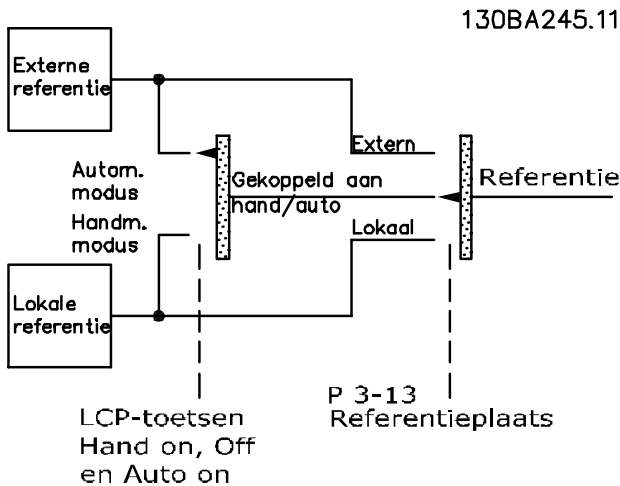 130BA245.11
Externe
referentie
Extern
Autom.
modus
Gekoppeld aan
hand/auto
Referentie
Handm.
modus
Lokaal
Lokale
referentie
P 3-13
Referentieplaats
LCP-toetsen
Hand on, Off
en Auto on